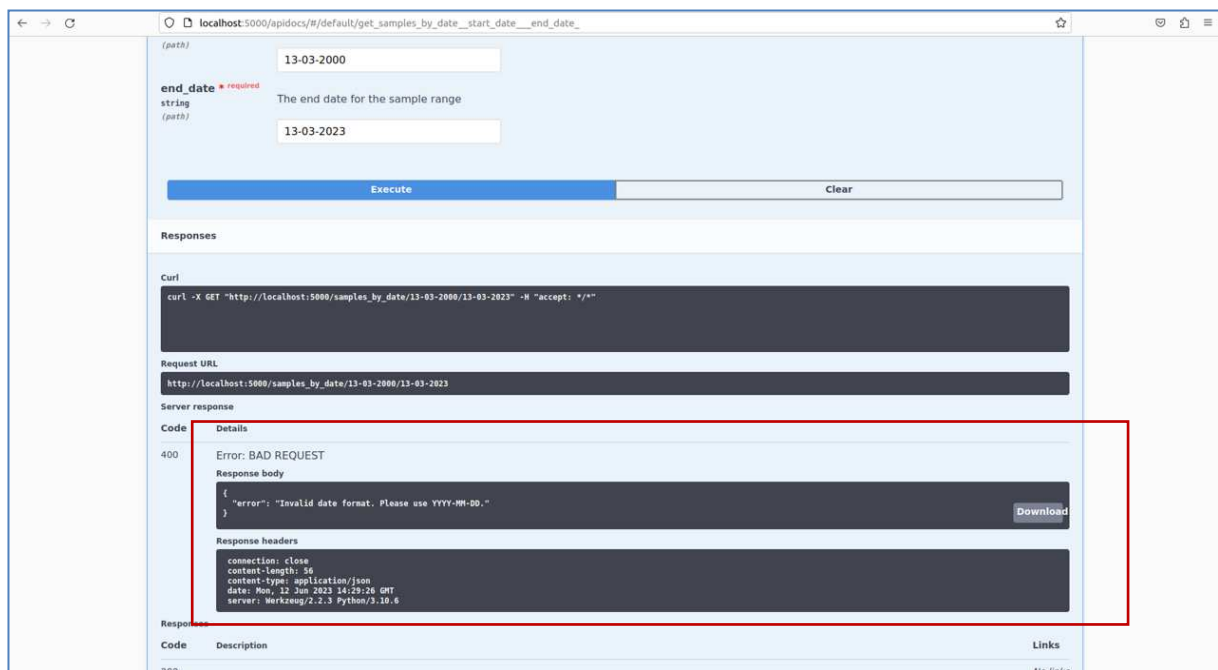 localhost:5000/apidocs/#/default/get_samples_by_date__start_date___end_date_
(path)
13-03-2000
end_date * required
string
(path)
The end date for the sample range
13-03-2023
Execute
Clear
Responses
Curl
curl -X GET "http://localhost:5000/samples_by_date/13-03-2000/13-03-2023" -H "accept: */*"
Request URL
http://localhost:5000/samples_by_date/13-03-2000/13-03-2023
Server response
Code Details
400 Error: BAD REQUEST
Response body
{
"error": "Invalid date format. Please use YYYY-MM-DD."
}
Download
Response headers
connection: close
content-length: 56
content-type: application/json
date: Mon, 12 Jun 2023 14:29:26 GMT
server: Werkzeug/2.2.3 Python/3.10.6
Responses
Code Description Links